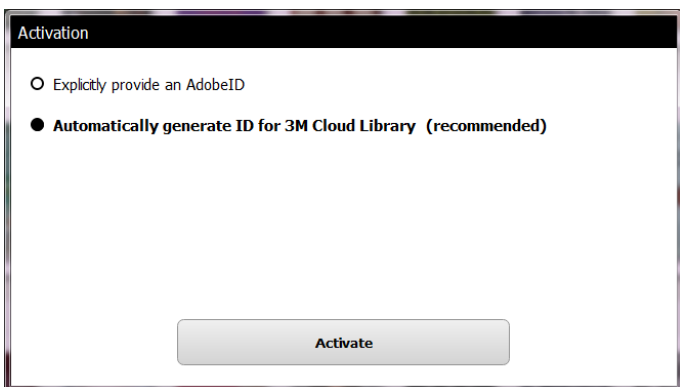 Activation
Explicitly provide an AdobeID
Automatically generate ID for 3M Cloud Library (recommended)
Activate